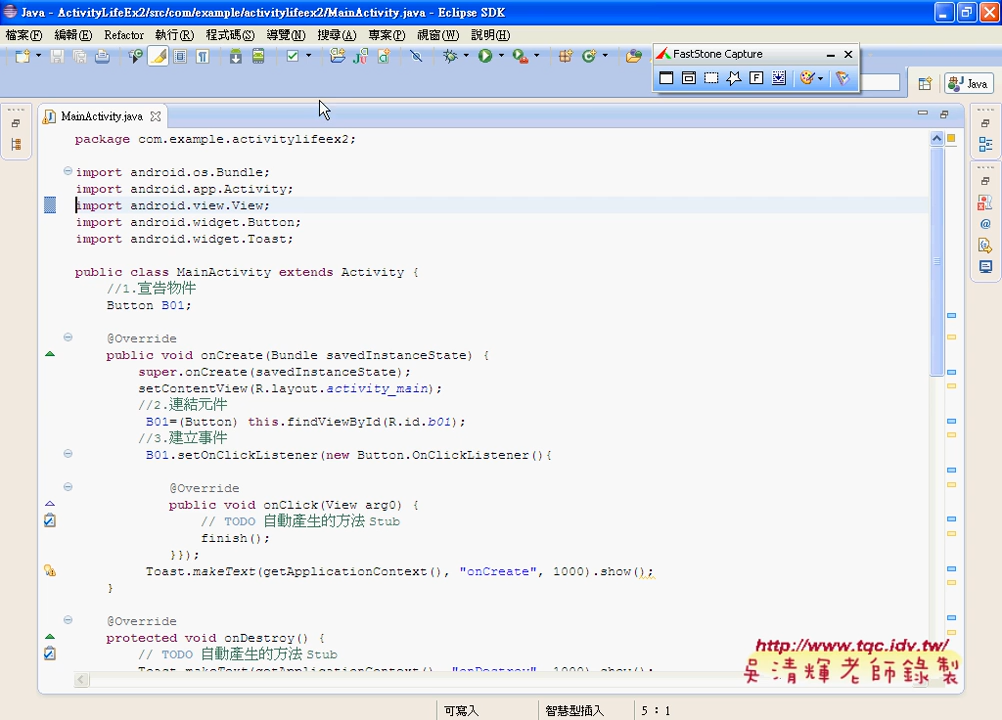 Java - ActivityLifeEx2/src/com/example/activitylifeex2/MainActivity.java - Eclipse SDK
檔案(F) 編輯(E) Refactor 執行(R) 程式碼(S) 導覽(N) 搜尋(A) 專案(P) 視窗(W) 說明(H)
FastStone Capture
Java
MainActivity.java
package com.example.activitylifeex2;
import android.os.Bundle;
import android.app.Activity;
import android.view.View;
import android.widget.Button;
import android.widget.Toast;
public class MainActivity extends Activity {
//1.宣告物件
Button B01;
@Override
public void onCreate(Bundle savedInstanceState) {
super.onCreate(savedInstanceState);
setContentView(R.layout.activity_main);
//2.連結元件
B01=(Button) this.findViewById(R.id.b01);
//3.建立事件
B01.setOnClickListener(new Button.OnClickListener(){
@Override
public void onClick(View arg0) {
// TODO 自動產生的方法 Stub
finish();
}});
Toast.makeText(getApplicationContext(), "onCreate", 1000).show();
}
@Override
protected void onDestroy() {
// TODO 自動產生的方法 Stub
Toast.makeText(getApplicationContext(), "onDestroy", 1000).show();
http://www.tqc.idv.tw/
吳清輝老師錄製
可寫入 智慧型插入 5 : 1